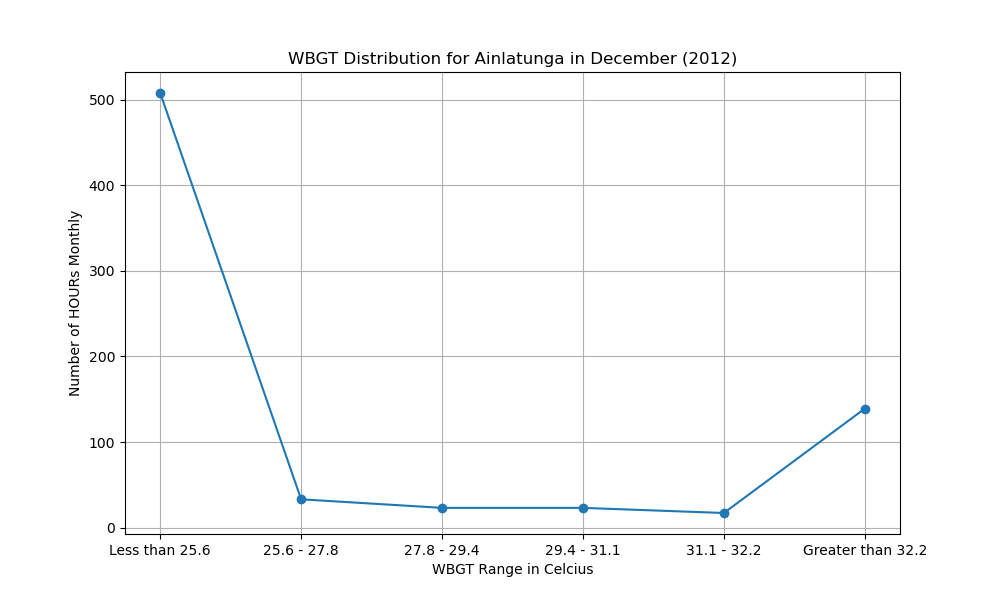 WBGT Distribution for Ainlatunga in December (2012)
Number of HOURs Monthly
500
400
300
200
100
0
Less than 25.6
25.6 - 27.8
27.8 - 29.4
29.4 - 31.1
31.1 - 32.2
Greater than 32.2
WBGT Range in Celcius